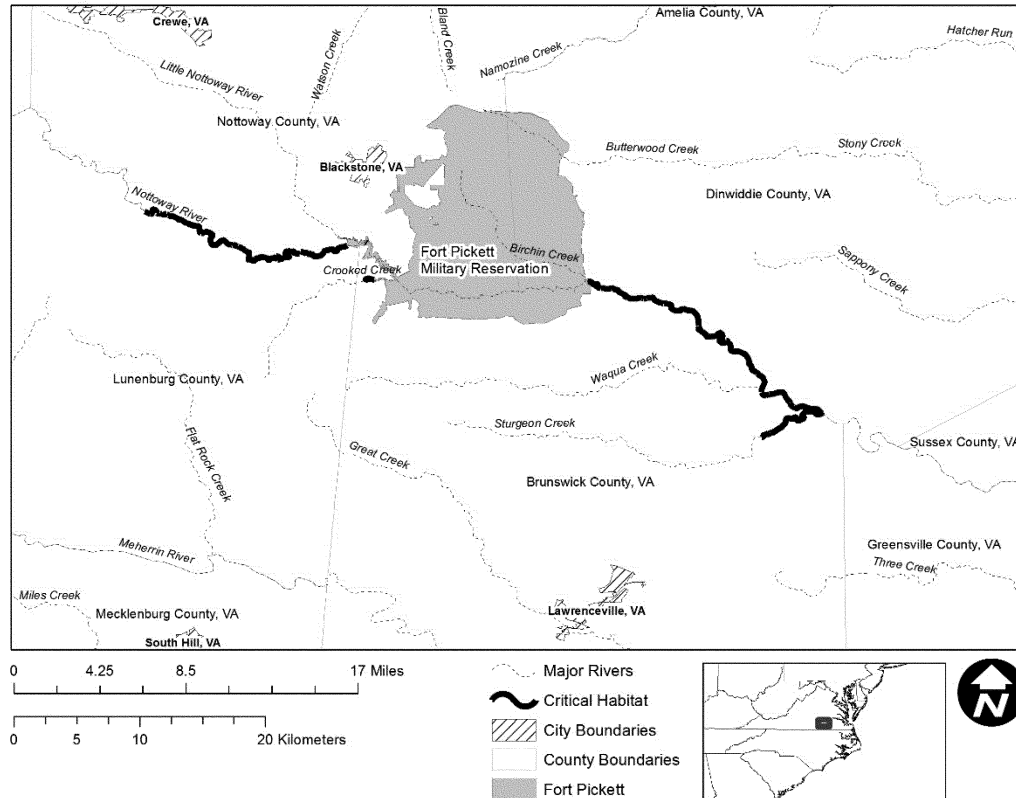 Crewe, VA
Bland Creek
Amelia County, VA
Hatcher Run
Watson Creek
Namozine Creek
Little Nottoway River
Nottoway County, VA
Blackstone, VA
Butterwood Creek
Stony Creek
Dinwiddie County, VA
Nottoway River
Birchin Creek
Fort Pickett
Military Reservation
Crooked Creek
Sappony Creek
Waqua Creek
Lunenburg County, VA
Sturgeon Creek
Flat Rock Creek
Great Creek
Sussex County, VA
Brunswick County, VA
Meherrin River
Greensville County, VA
Three Creek
Miles Creek
Mecklenburg County, VA
Lawrenceville, VA
South Hill, VA
0 4.25 8.5 17 Miles
0 5 10 20 Kilometers
Major Rivers
Critical Habitat
City Boundaries
County Boundaries
Fort Pickett
N